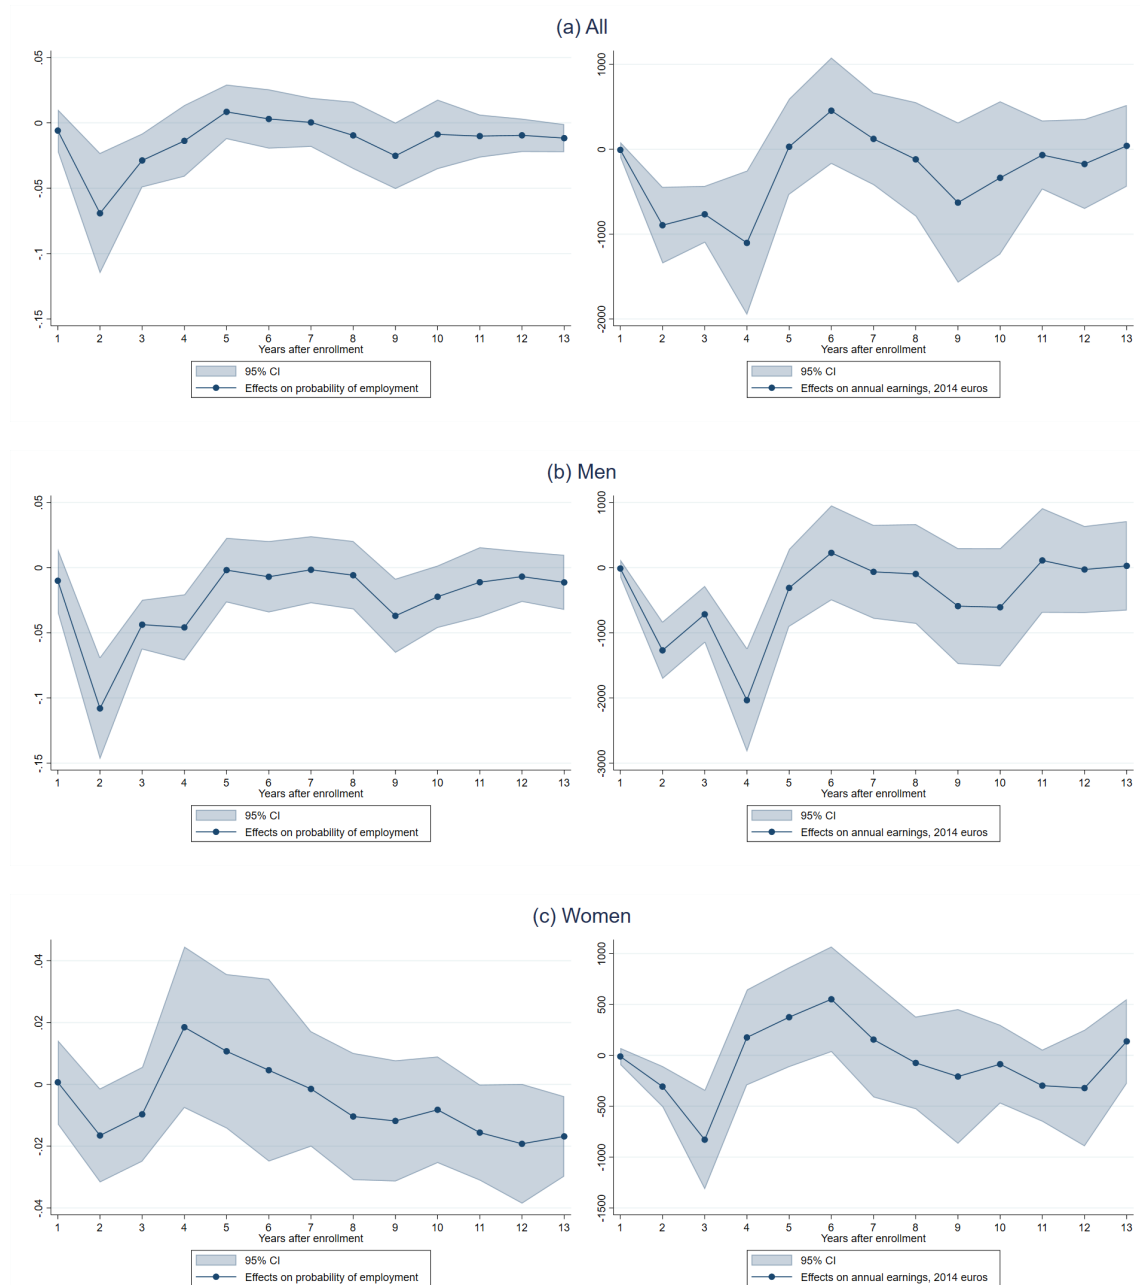 (a) All
.05
0
-.05
-.1
-.15
1 2 3 4 5 6 7 8 9 10 11 12 13
Years after enrollment
95% CI
Effects on probability of employment
1000
0
-1000
-2000
1 2 3 4 5 6 7 8 9 10 11 12 13
Years after enrollment
95% CI
Effects on annual earnings, 2014 euros
(b) Men
.05
0
-.05
-.1
-.15
1 2 3 4 5 6 7 8 9 10 11 12 13
Years after enrollment
95% CI
Effects on probability of employment
1000
0
-1000
-2000
-3000
1 2 3 4 5 6 7 8 9 10 11 12 13
Years after enrollment
95% CI
Effects on annual earnings, 2014 euros
(c) Women
.04
.02
0
-.02
-.04
1 2 3 4 5 6 7 8 9 10 11 12 13
Years after enrollment
95% CI
Effects on probability of employment
1000
500
0
-500
-1000
-1500
1 2 3 4 5 6 7 8 9 10 11 12 13
Years after enrollment
95% CI
Effects on annual earnings, 2014 euros